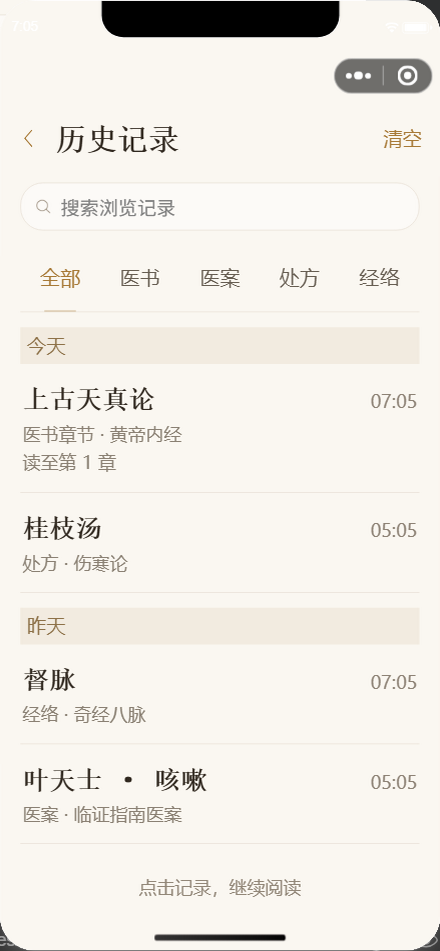 7:05
历史记录
清空
搜索浏览记录
全部 医书 医案 处方 经络
今天
上古天真论 07:05
医书章节 · 黄帝内经
读至第 1 章
桂枝汤 05:05
处方 · 伤寒论
昨天
督脉 07:05
经络 · 奇经八脉
叶天士 · 咳嗽 05:05
医案 · 临证指南医案
点击记录，继续阅读